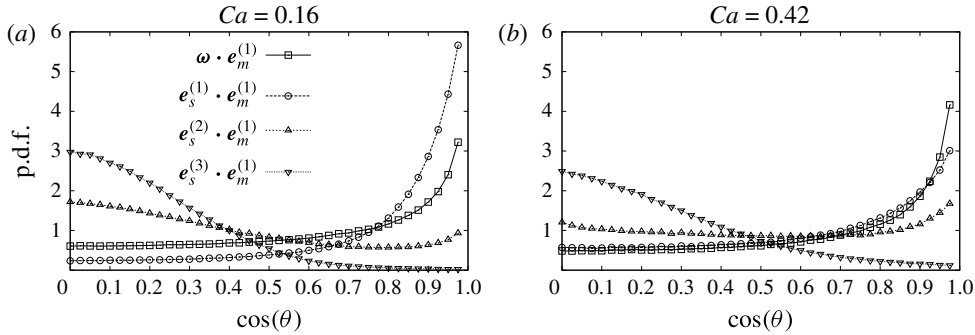 Ca = 0.16
Ca = 0.42
(a)
6
5
4
3
2
1
p.d.f.
ω · e_m^(1)
e_s^(1) · e_m^(1)
e_s^(2) · e_m^(1)
e_s^(3) · e_m^(1)
0 0.1 0.2 0.3 0.4 0.5 0.6 0.7 0.8 0.9 1.0
cos(θ)
(b)
6
5
4
3
2
1
0 0.1 0.2 0.3 0.4 0.5 0.6 0.7 0.8 0.9 1.0
cos(θ)